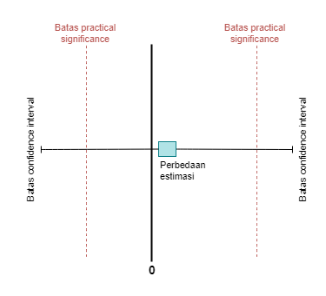 Batas practical
significance
Batas practical
significance
Batas confidence interval
Perbedaan
estimasi
Batas confidence interval
0